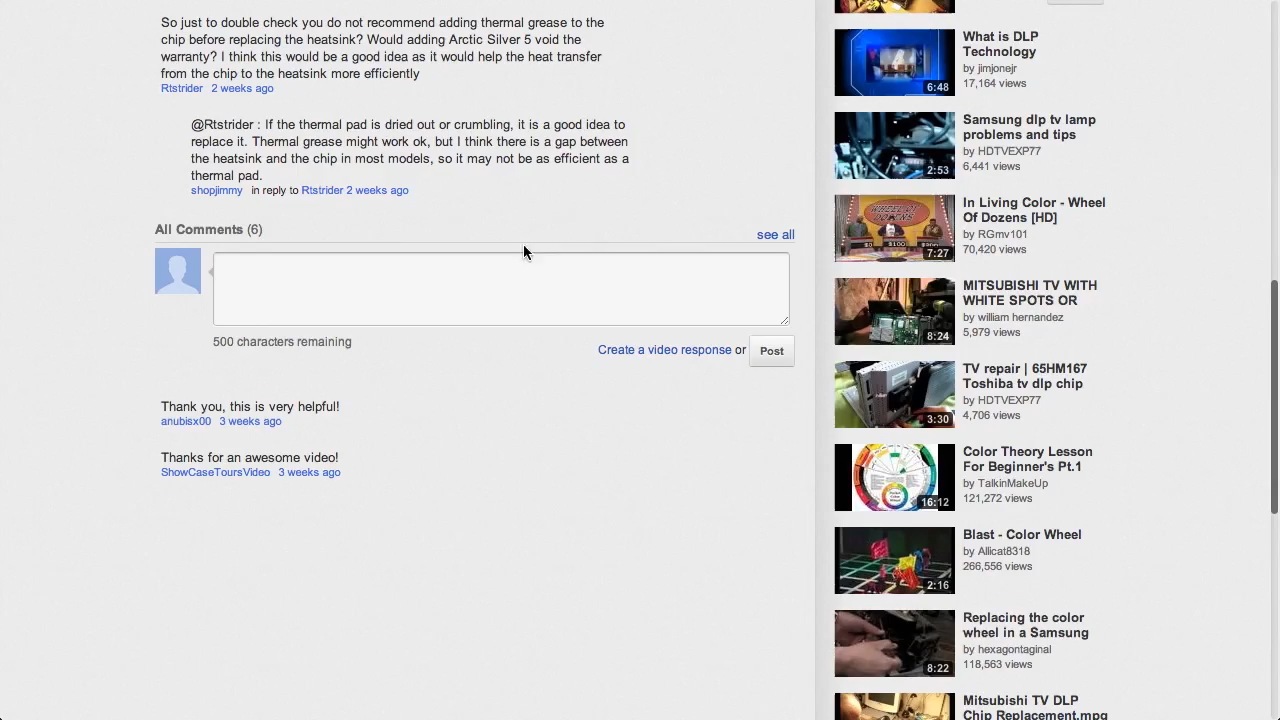 So just to double check you do not recommend adding thermal grease to the
chip before replacing the heatsink? Would adding Arctic Silver 5 void the
warranty? I think this would be a good idea as it would help the heat transfer
from the chip to the heatsink more efficiently
Rtstrider 2 weeks ago
@Rtstrider : If the thermal pad is dried out or crumbling, it is a good idea to
replace it. Thermal grease might work ok, but I think there is a gap between
the heatsink and the chip in most models, so it may not be as efficient as a
thermal pad.
shopjimmy in reply to Rtstrider 2 weeks ago
All Comments (6)
see all
500 characters remaining
Create a video response or
Post
Thank you, this is very helpful!
anubisx00 3 weeks ago
Thanks for an awesome video!
ShowCaseToursVideo 3 weeks ago
6:48
What is DLP
Technology
by jimjonejr
17,164 views
2:53
Samsung dlp tv lamp
problems and tips
by HDTVEXP77
6,441 views
WHEEL OF
DOZENS
$100
7:27
In Living Color - Wheel
Of Dozens [HD]
by RGmv101
70,420 views
8:24
MITSUBISHI TV WITH
WHITE SPOTS OR
by william hernandez
5,979 views
3:30
TV repair | 65HM167
Toshiba tv dlp chip
by HDTVEXP77
4,706 views
16:12
Color Theory Lesson
For Beginner's Pt.1
by TalkinMakeUp
121,272 views
2:16
Blast - Color Wheel
by Allicat8318
266,556 views
8:22
Replacing the color
wheel in a Samsung
by hexagontaginal
118,563 views
Mitsubishi TV DLP
Chip Replacement.mpg